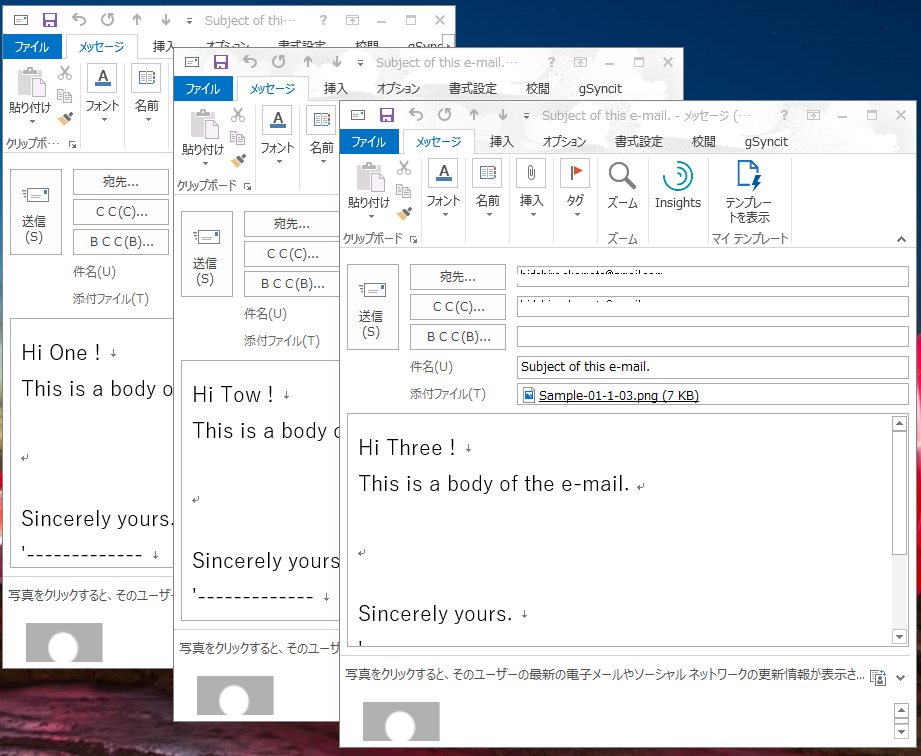 Subject of thi…
ファイル
メッセージ
挿入
オプション
書式設定
校閲
gSyncit
貼り付け
フォント
名前
クリップボ…
送信
(S)
宛先...
ＣＣ(C)...
ＢＣＣ(B)...
件名(U)
添付ファイル(T)
Hi One ! ↓
This is a body o
↵
Sincerely yours.
'------------- ↓
写真をクリックすると、そのユーザー
Subject of this e-mail.…
ファイル
メッセージ
挿入
オプション
書式設定
校閲
gSyncit
貼り付け
フォント
名前
クリップボード
送信
(S)
宛先...
ＣＣ(C)...
ＢＣＣ(B)...
件名(U)
添付ファイル(T)
Hi Tow ! ↓
This is a body o
↵
Sincerely yours
'------------- ↓
写真をクリックすると、そのユーザ
Subject of this e-mail. - メッセージ (…
ファイル
メッセージ
挿入
オプション
書式設定
校閲
gSyncit
貼り付け
フォント
名前
挿入
タグ
ズーム
Insights
テンプレー
トを表示
クリップボード
ズーム
マイ テンプレート
送信
(S)
宛先...
ＣＣ(C)...
ＢＣＣ(B)...
件名(U)
Subject of this e-mail.
添付ファイル(T)
Sample-01-1-03.png (7 KB)
Hi Three ! ↓
This is a body of the e-mail. ↵
↵
Sincerely yours. ↓
写真をクリックすると、そのユーザーの最新の電子メールやソーシャル ネットワークの更新情報が表示さ...